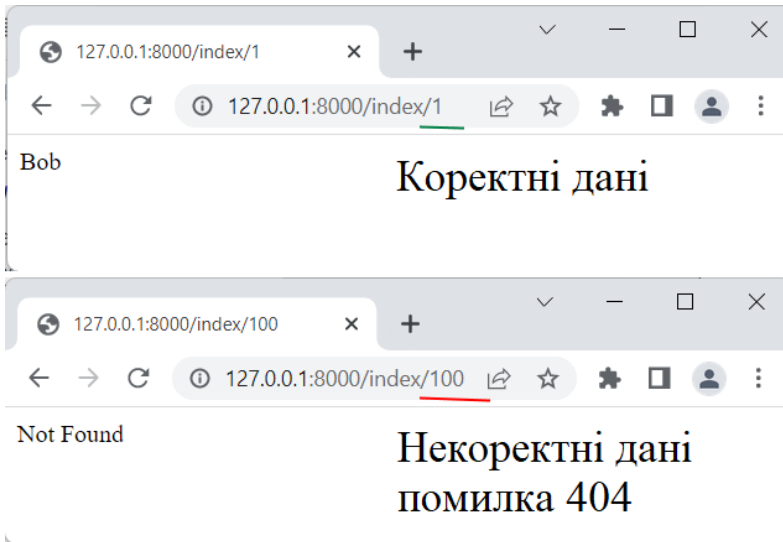 127.0.0.1:8000/index/1
127.0.0.1:8000/index/1
Bob
Коректні дані
127.0.0.1:8000/index/100
127.0.0.1:8000/index/100
Not Found
Некоректні дані
помилка 404